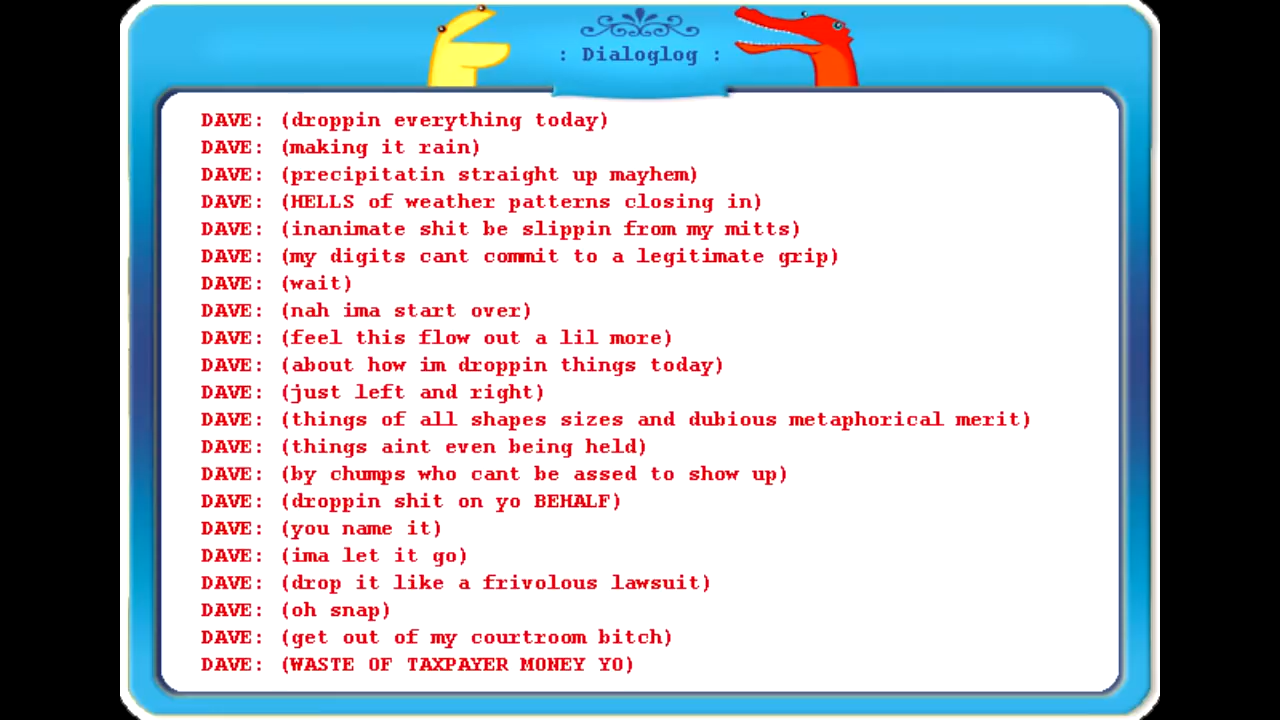 : Dialoglog :
DAVE: (droppin everything today)
DAVE: (making it rain)
DAVE: (precipitatin straight up mayhem)
DAVE: (HELLS of weather patterns closing in)
DAVE: (inanimate shit be slippin from my mitts)
DAVE: (my digits cant commit to a legitimate grip)
DAVE: (wait)
DAVE: (nah ima start over)
DAVE: (feel this flow out a lil more)
DAVE: (about how im droppin things today)
DAVE: (just left and right)
DAVE: (things of all shapes sizes and dubious metaphorical merit)
DAVE: (things aint even being held)
DAVE: (by chumps who cant be assed to show up)
DAVE: (droppin shit on yo BEHALF)
DAVE: (you name it)
DAVE: (ima let it go)
DAVE: (drop it like a frivolous lawsuit)
DAVE: (oh snap)
DAVE: (get out of my courtroom bitch)
DAVE: (WASTE OF TAXPAYER MONEY YO)